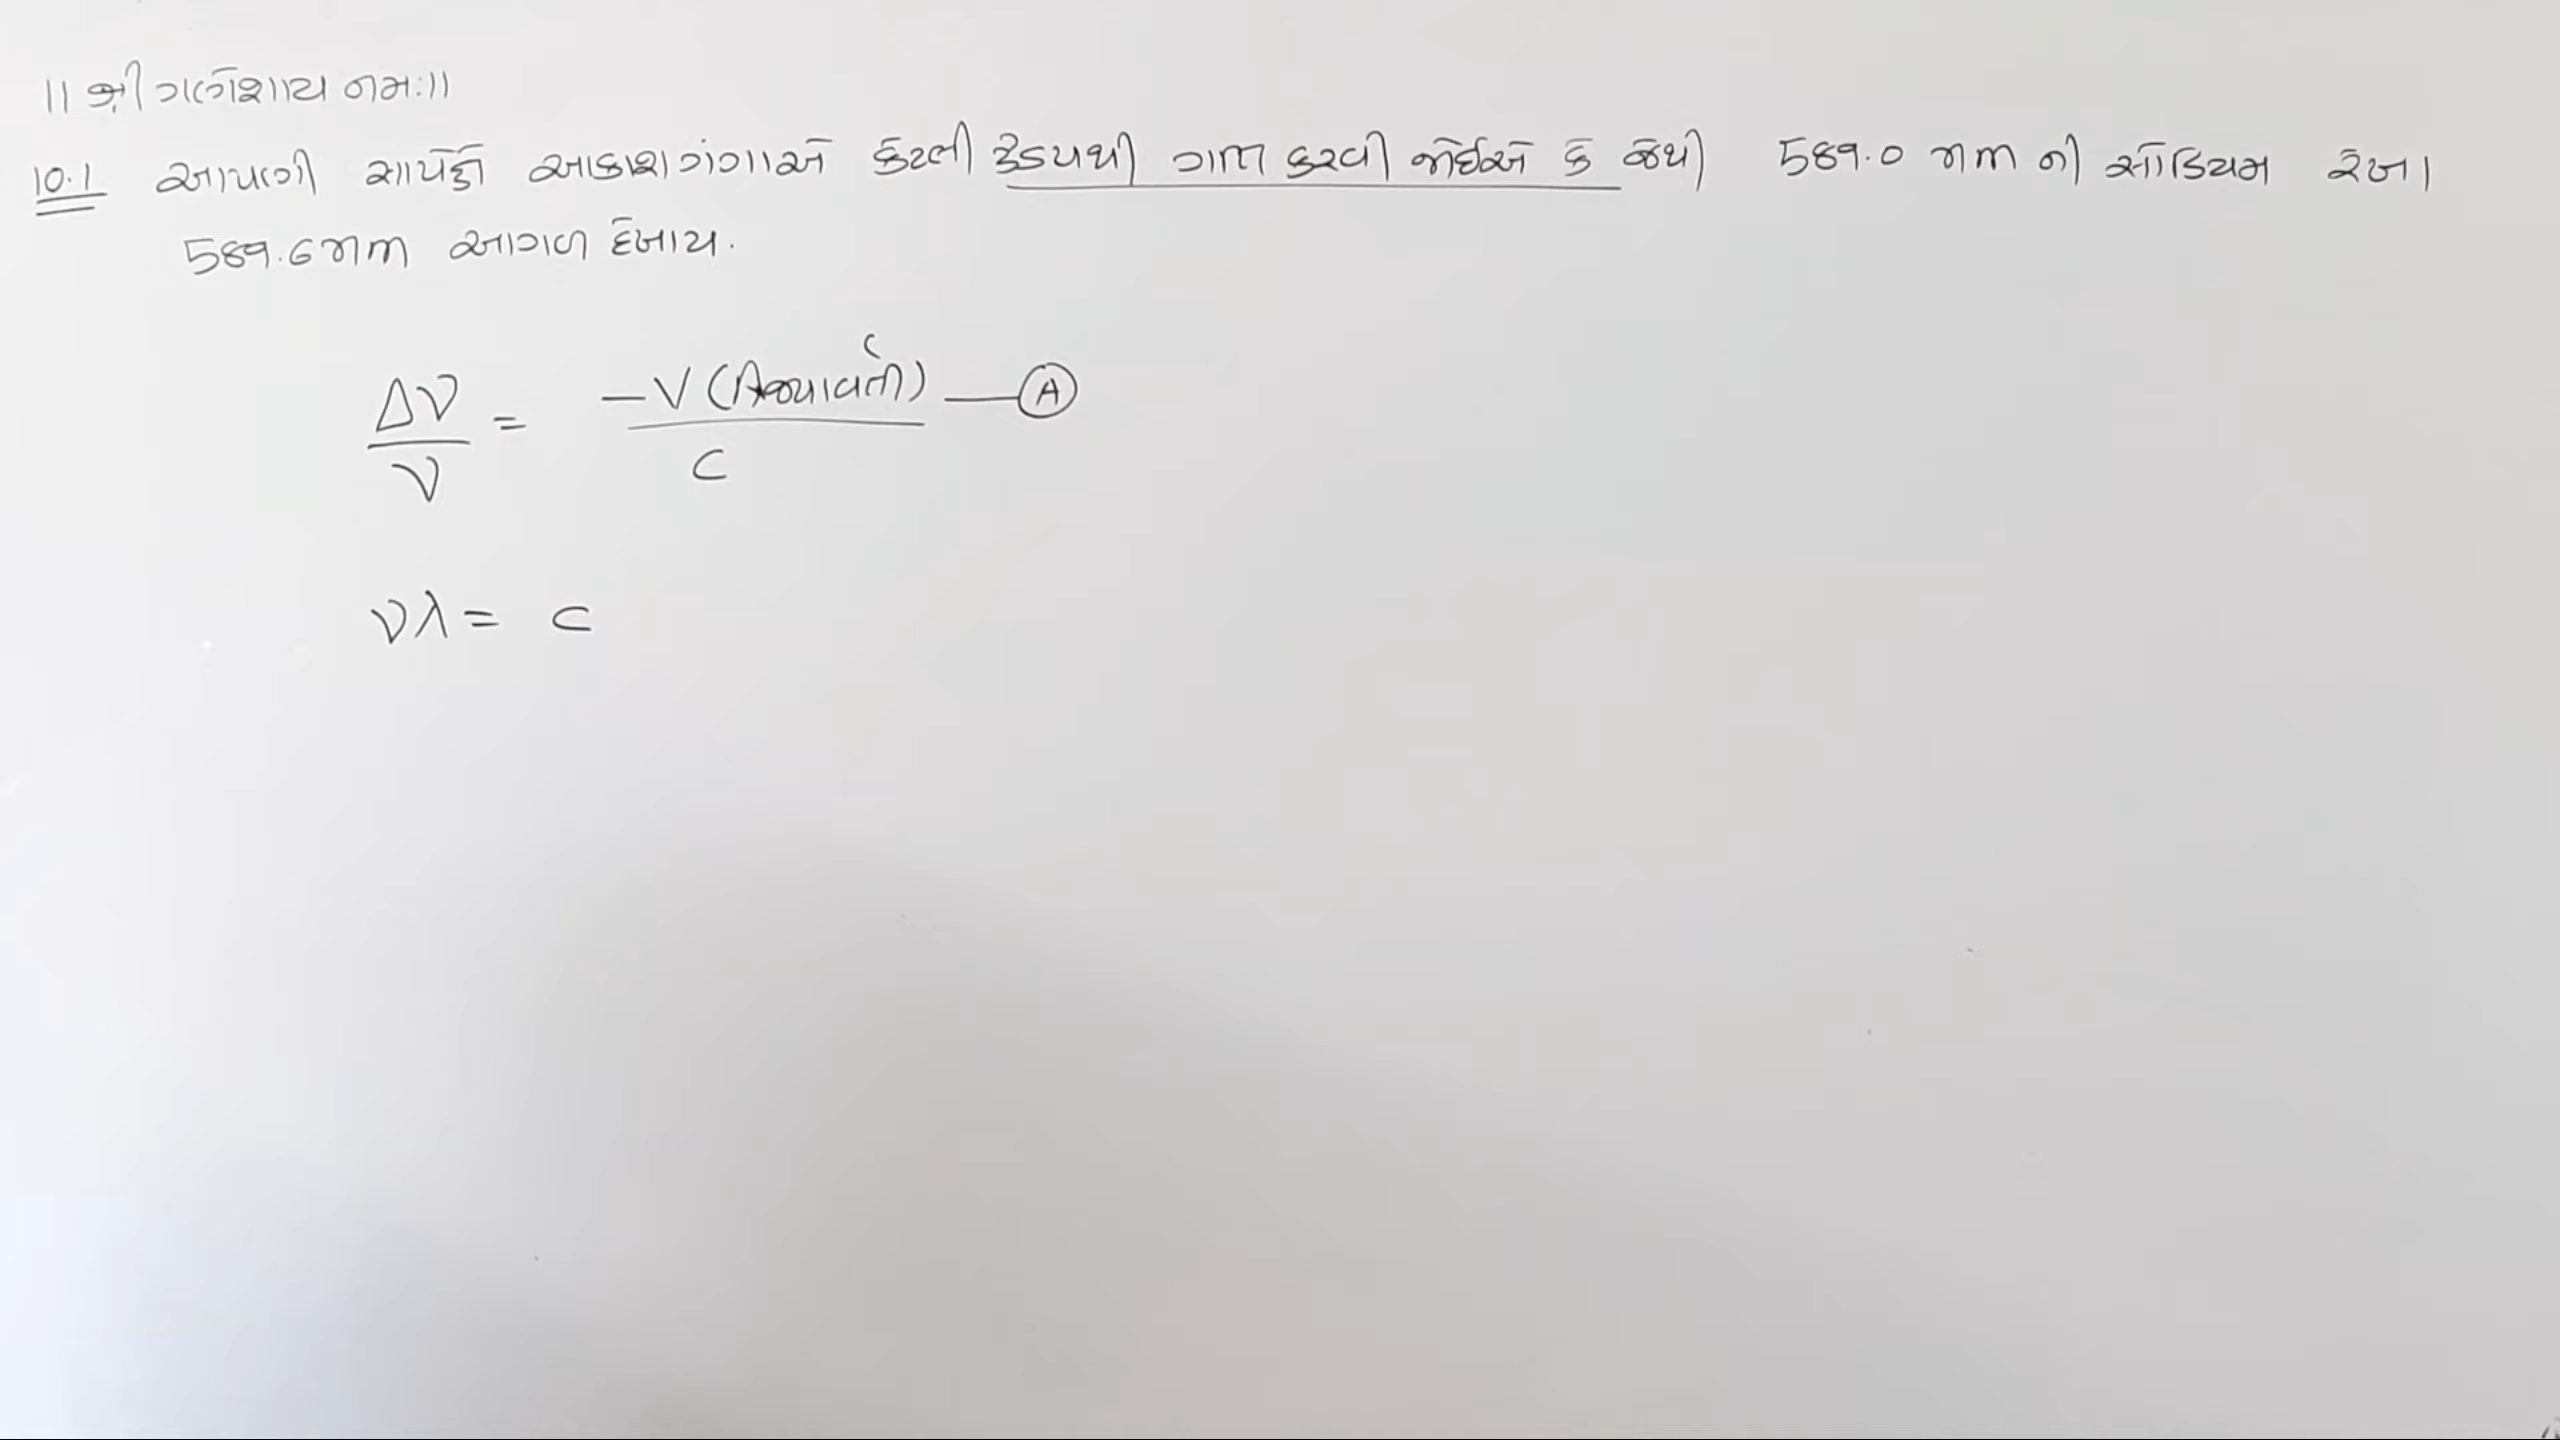 || શ્રી ગણેશાય નમઃ||
10.1 આપણી સાપેક્ષે આકાશગંગાએ કેટલી ઝડપથી ગતિ કરવી જોઈએ કે જેથી 589.0 nm ની સોડિયમ રેખા
589.6 nm આગળ દેખાય.
Δν/ν = -V (ત્રિજ્યાવર્તી)/c —Ⓐ
νλ = c